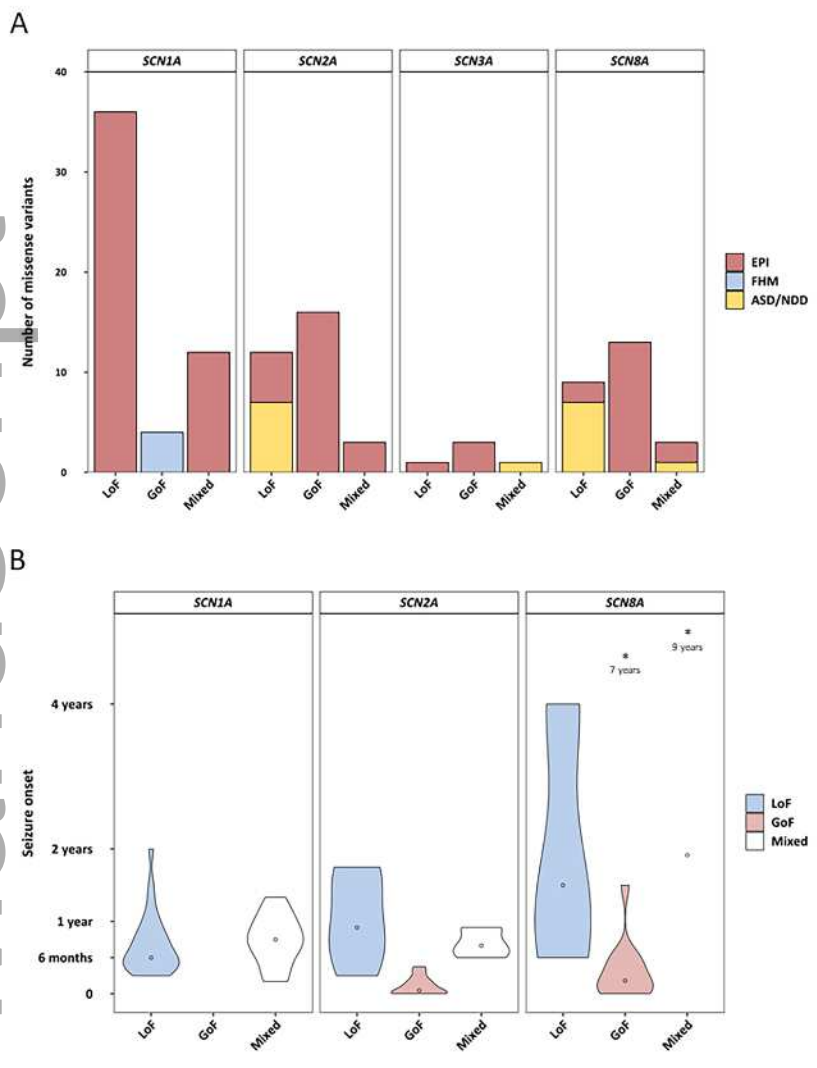 A
SCN1A SCN2A SCN3A SCN8A
40
30
20
10
0
Number of missense variants
LoF GoF Mixed LoF GoF Mixed LoF GoF Mixed LoF GoF Mixed
EPI
FHM
ASD/NDD
B
SCN1A SCN2A SCN8A
*
9 years
*
7 years
4 years
2 years
1 year
6 months
0
Seizure onset
LoF GoF Mixed LoF GoF Mixed LoF GoF Mixed
LoF
GoF
Mixed